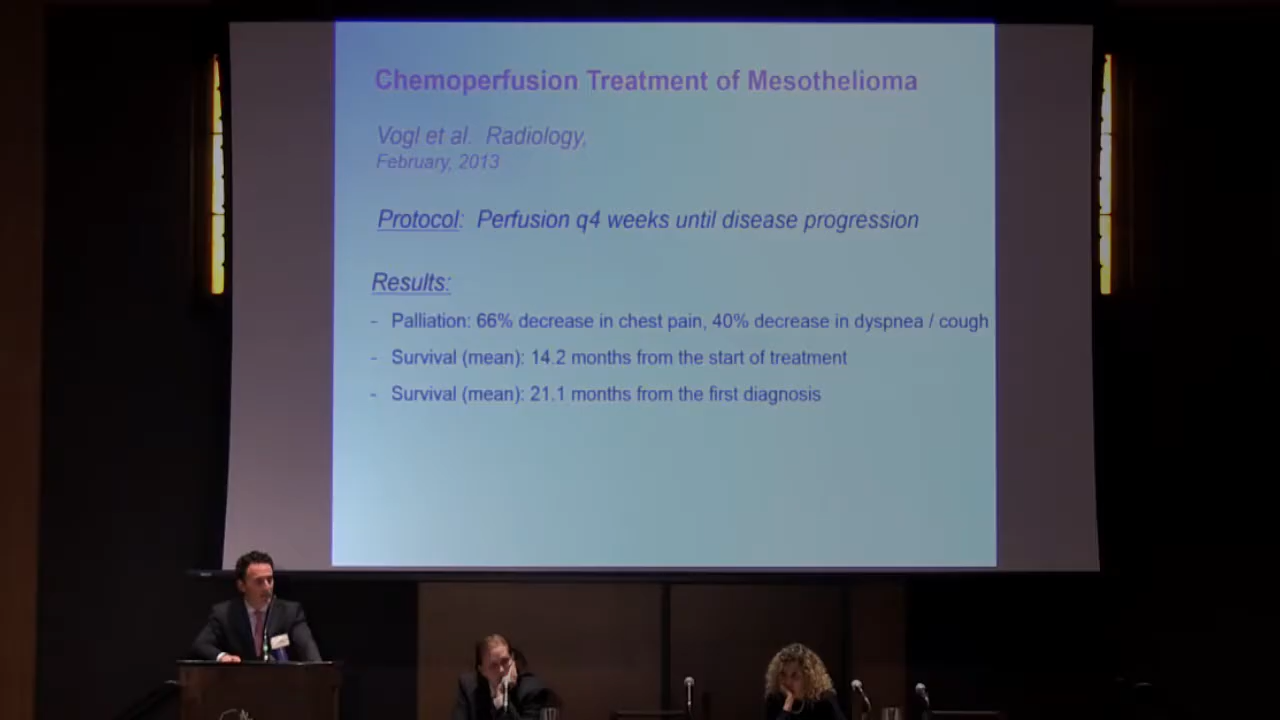 Chemoperfusion Treatment of Mesothelioma
Vogl et al. Radiology,
February, 2013
Protocol: Perfusion q4 weeks until disease progression
Results:
- Palliation: 66% decrease in chest pain, 40% decrease in dyspnea / cough
- Survival (mean): 14.2 months from the start of treatment
- Survival (mean): 21.1 months from the first diagnosis